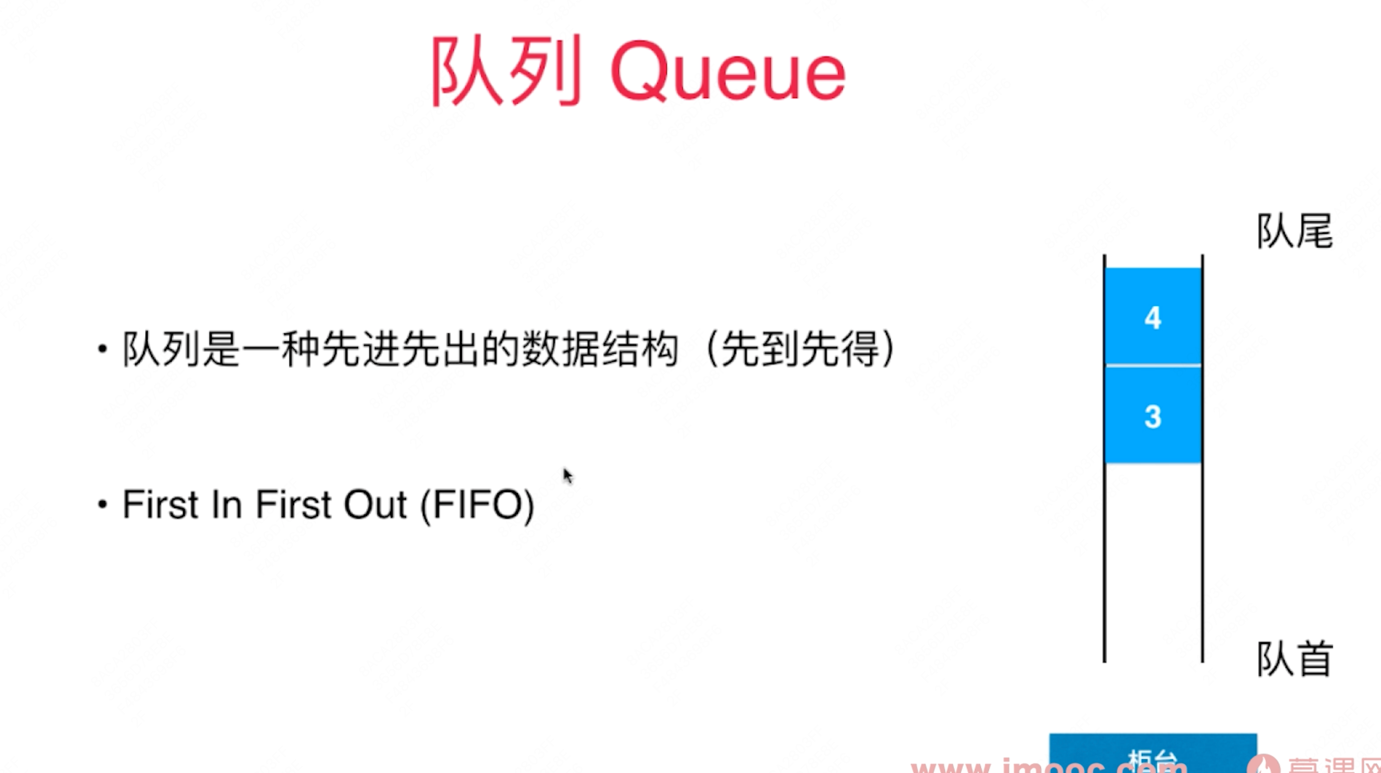 队列 Queue
队尾
4
• 队列是一种先进先出的数据结构（先到先得）
3
• First In First Out (FIFO)
队首
柜台
www.imooc.com 慕课网